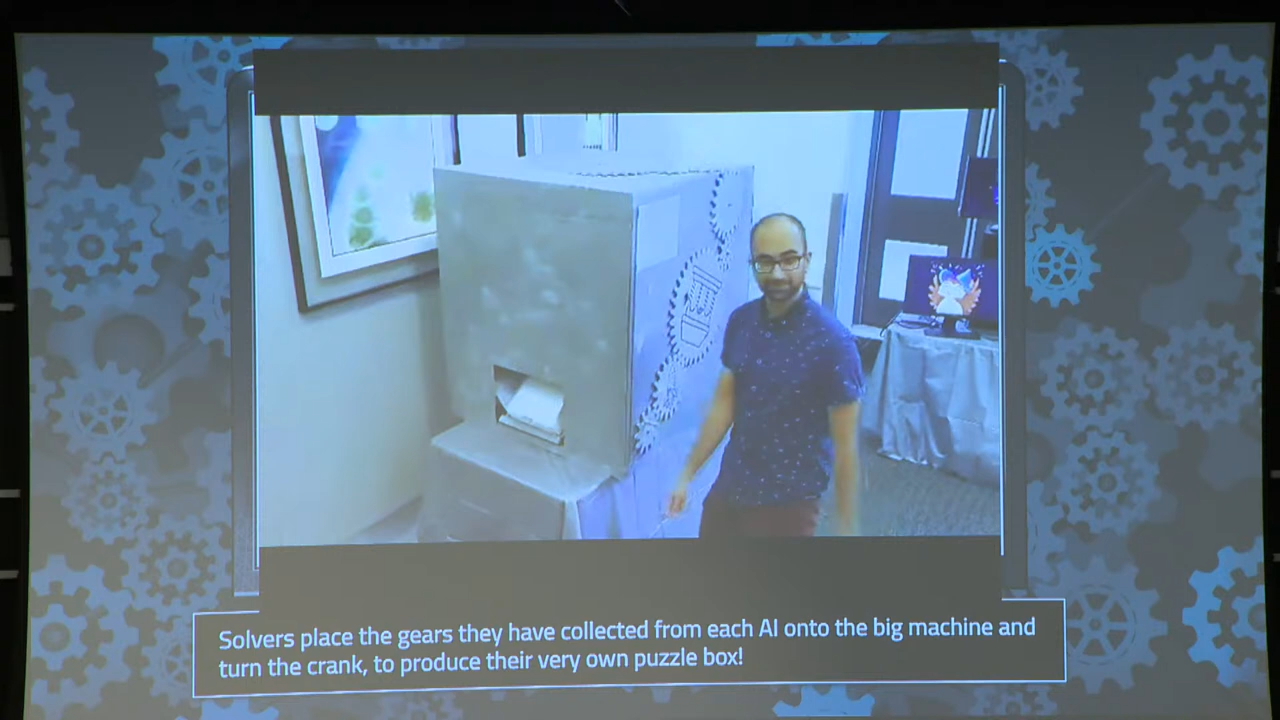 Solvers place the gears they have collected from each AI onto the big machine and
turn the crank, to produce their very own puzzle box!